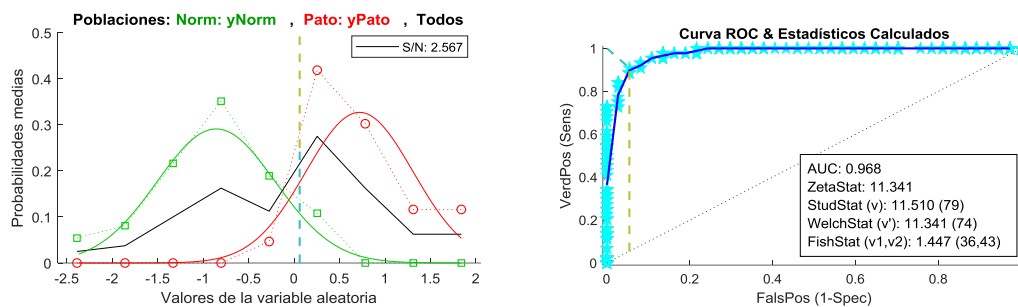 Poblaciones: Norm: yNorm , Pato: yPato , Todos
S/N: 2.567
0.5
0.4
0.3
0.2
0.1
0
Probabilidades medias
-2.5 -2 -1.5 -1 -0.5 0 0.5 1 1.5 2
Valores de la variable aleatoria
Curva ROC & Estadísticos Calculados
1
0.8
0.6
0.4
0.2
0
VerdPos (Sens)
AUC: 0.968
ZetaStat: 11.341
StudStat (v): 11.510 (79)
WelchStat (v'): 11.341 (74)
FishStat (v1,v2): 1.447 (36,43)
0 0.2 0.4 0.6 0.8
FalsPos (1-Spec)